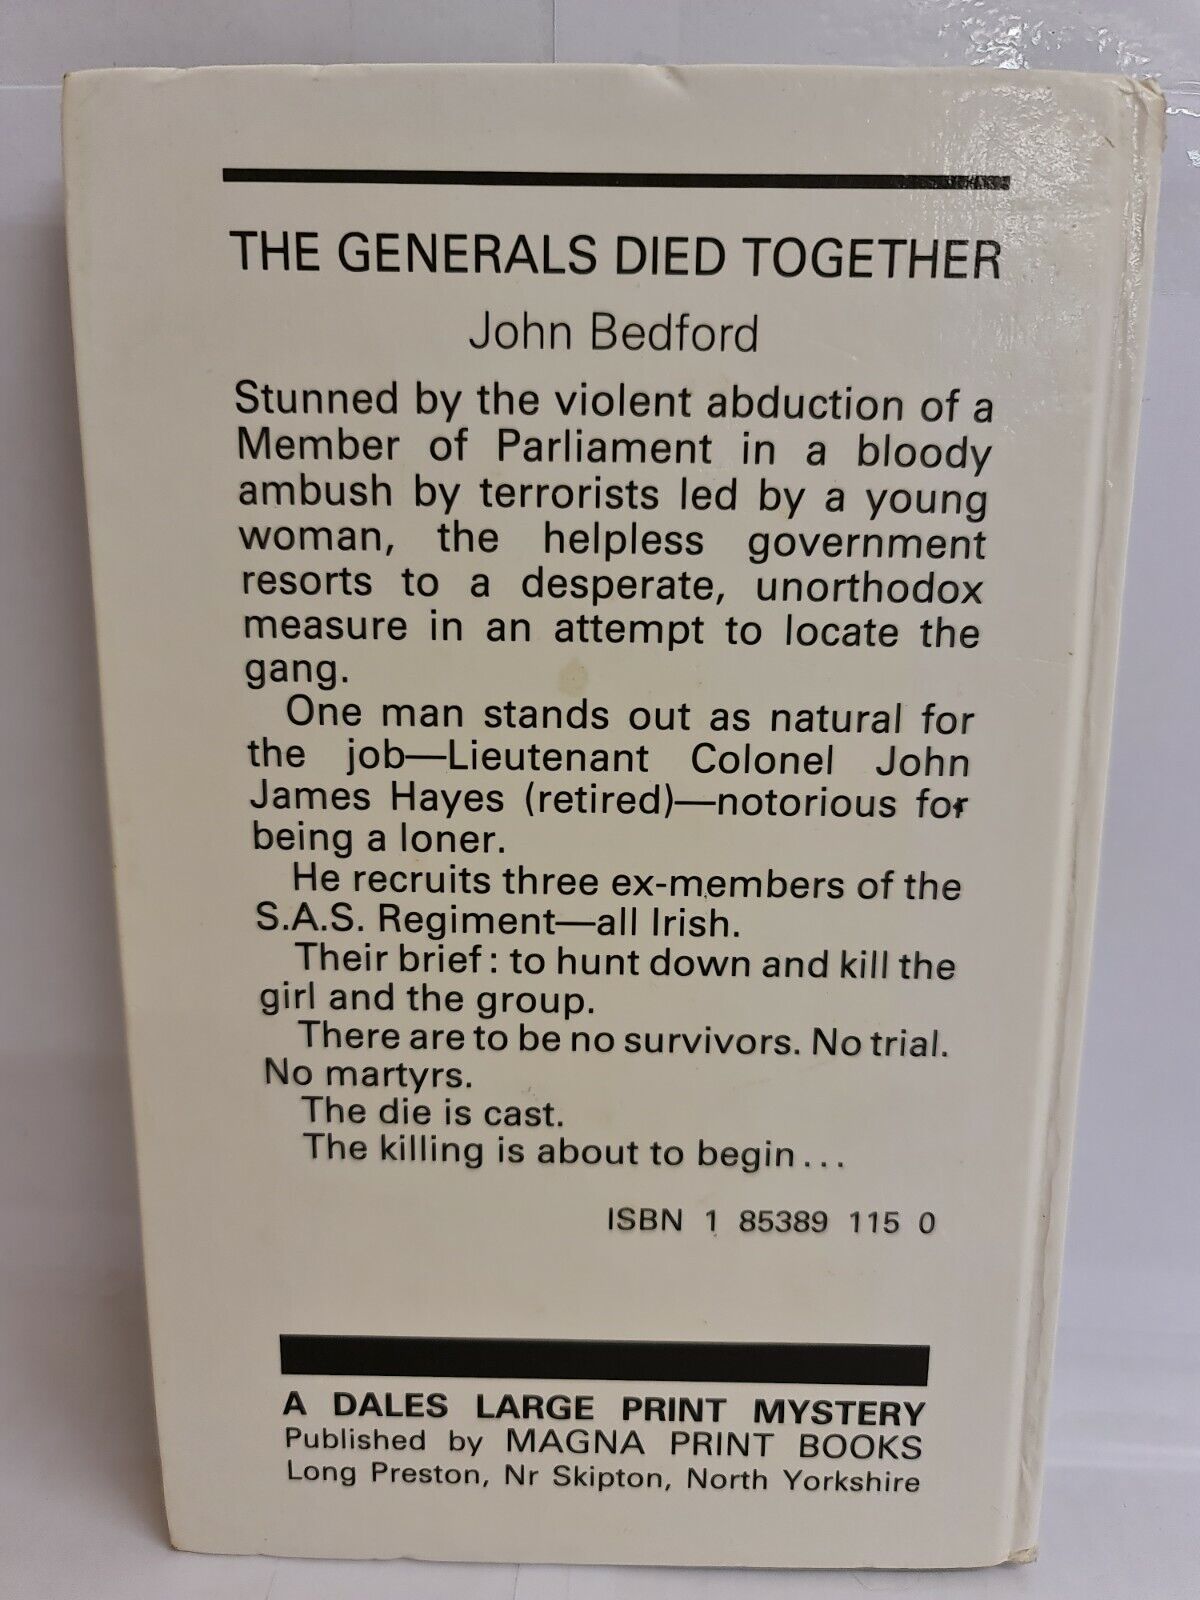 THE GENERALS DIED TOGETHER
John Bedford
Stunned by the violent abduction of a
Member of Parliament in a bloody
ambush by terrorists led by a young
woman, the helpless government
resorts to a desperate, unorthodox
measure in an attempt to locate the
gang.
One man stands out as natural for
the job—Lieutenant Colonel John
James Hayes (retired)—notorious for
being a loner.
He recruits three ex-members of the
S.A.S. Regiment—all Irish.
Their brief: to hunt down and kill the
girl and the group.
There are to be no survivors. No trial.
No martyrs.
The die is cast.
The killing is about to begin...
ISBN 1 85389 115 0
A DALES LARGE PRINT MYSTERY
Published by MAGNA PRINT BOOKS
Long Preston, Nr Skipton, North Yorkshire